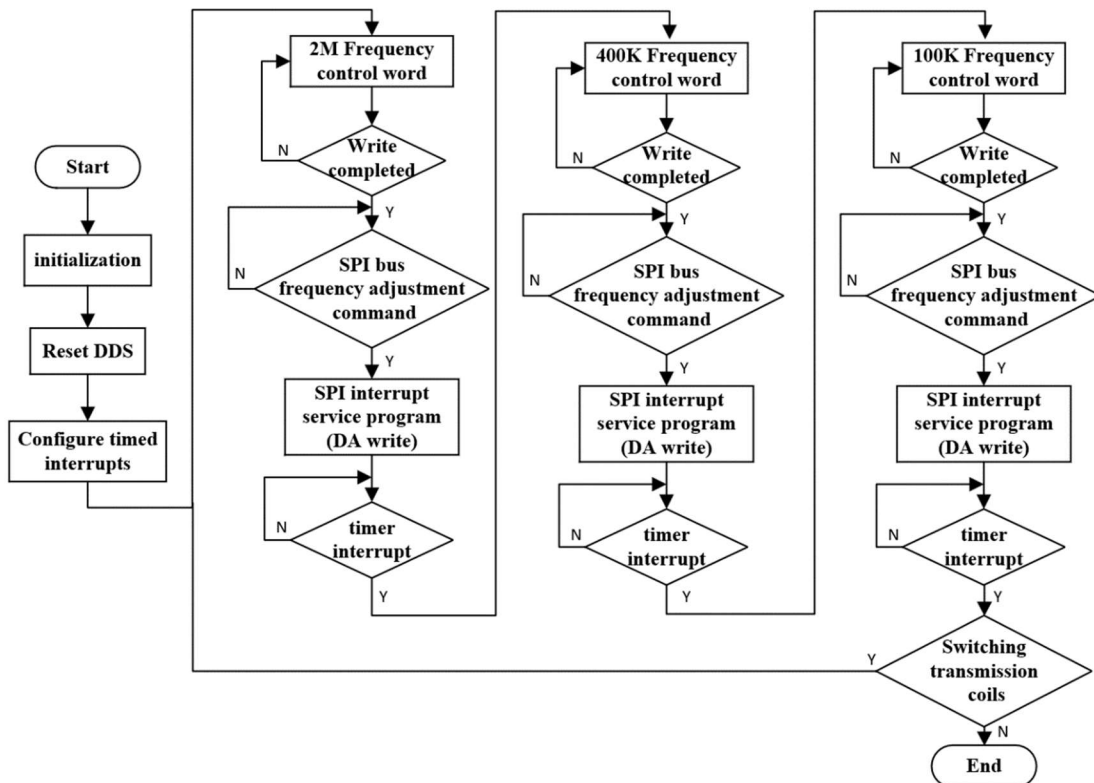 Start
initialization
Reset DDS
Configure timed
interrupts
2M Frequency
control word
Write
completed
N
Y
SPI bus
frequency adjustment
command
N
Y
SPI interrupt
service program
(DA write)
timer
interrupt
N
Y
400K Frequency
control word
Write
completed
N
Y
SPI bus
frequency adjustment
command
N
Y
SPI interrupt
service program
(DA write)
timer
interrupt
N
Y
100K Frequency
control word
Write
completed
N
Y
SPI bus
frequency adjustment
command
N
Y
SPI interrupt
service program
(DA write)
timer
interrupt
N
Y
Switching
transmission
coils
Y
N
End